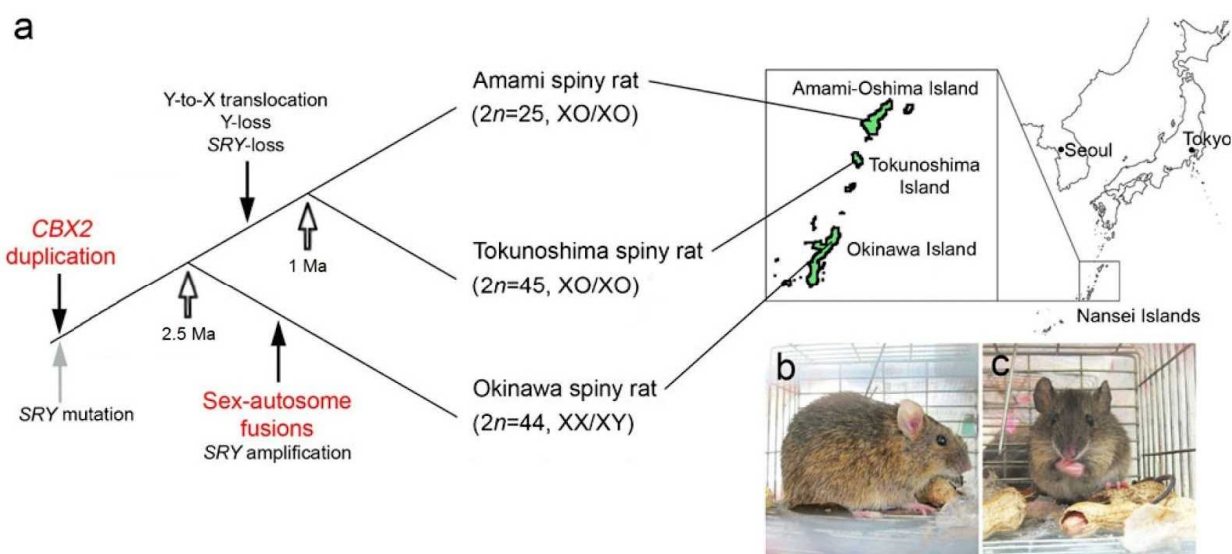 a
Y-to-X translocation
Y-loss
SRY-loss
CBX2
duplication
SRY mutation
2.5 Ma
1 Ma
Sex-autosome
fusions
SRY amplification
Amami spiny rat
(2n=25, XO/XO)
Tokunoshima spiny rat
(2n=45, XO/XO)
Okinawa spiny rat
(2n=44, XX/XY)
Amami-Oshima Island
Tokunoshima
Island
Okinawa Island
Seoul
Tokyo
Nansei Islands
b
c